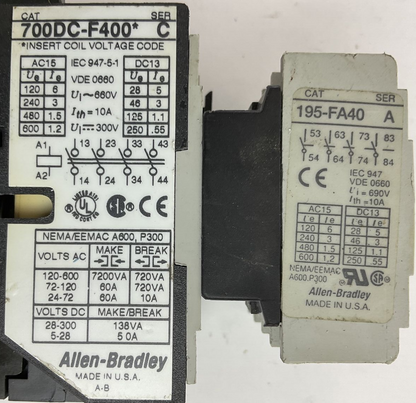 CAT SER
700DC-F400* C
*INSERT COIL VOLTAGE CODE
AC15 DC13
Ue Ie Ue Ie
120 6 28 5
240 3 46 3
480 1.5 125 1.1
600 1.2 250 .55
IEC 947-5-1
VDE 0660
Ui ~ 660V
Ith = 10A
Ui 300V
A1 13 23 33 43
A2 14 24 34 44
UL SA CE
NEMA/EEMAC A600, P300
VOLTS AC MAKE BREAK
120-600 7200VA 720VA
72-120 60A 720VA
24-72 60A 10A
VOLTS DC MAKE/BREAK
28-300 138VA
5-28 5 0A
Allen-Bradley
MADE IN U.S.A.
A-B
CAT SER
195-FA40 A
53 63 73 83
54 64 74 84
CE
IEC 947
VDE 0660
Ui = 690V
Ith = 10A
AC15 DC13
Ue Ie Ue Ie
120 6 28 5
240 3 46 3
480 1.5 125 1.1
600 1.2 250 .55
NEMA/EEMAC
A600,P300
Allen-Bradley
MADE IN U.S.A.